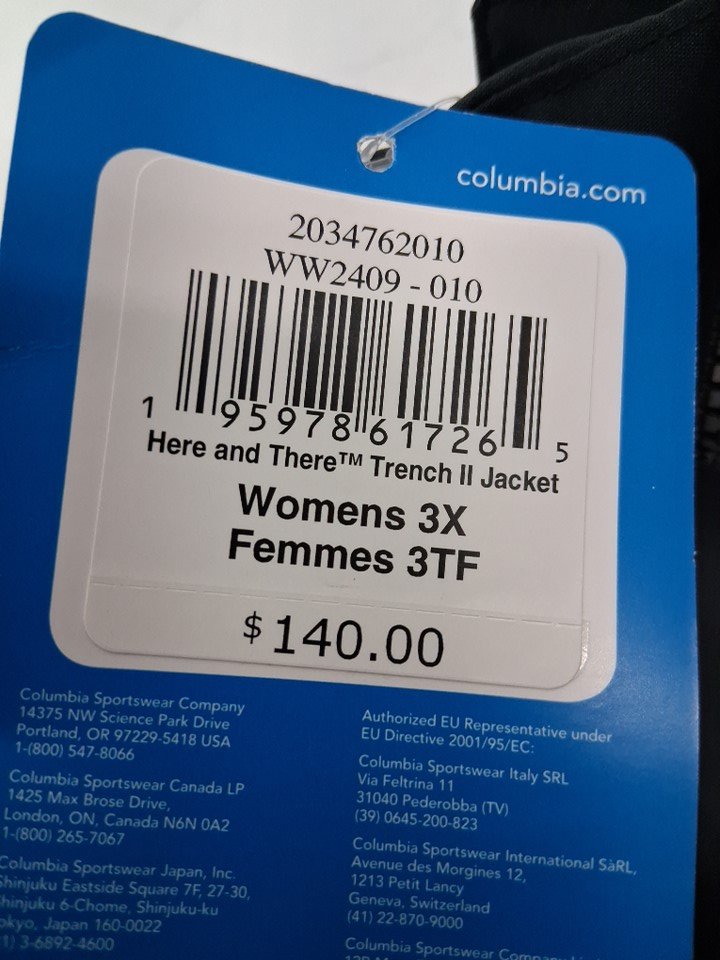 columbia.com
2034762010
WW2409 - 010
1 95978 61726 5
Here and There™ Trench II Jacket
Womens 3X
Femmes 3TF
$ 140.00
Columbia Sportswear Company
14375 NW Science Park Drive
Portland, OR 97229-5418 USA
1-(800) 547-8066
Columbia Sportswear Canada LP
1425 Max Brose Drive,
London, ON, Canada N6N 0A2
1-(800) 265-7067
Columbia Sportswear Japan, Inc.
Shinjuku Eastside Square 7F, 27-30,
Shinjuku 6-Chome, Shinjuku-ku
okyo, Japan 160-0022
1) 3-6892-4600
Authorized EU Representative under
EU Directive 2001/95/EC:
Columbia Sportswear Italy SRL
Via Feltrina 11
31040 Pederobba (TV)
(39) 0645-200-823
Columbia Sportswear International SàRL,
Avenue des Morgines 12,
1213 Petit Lancy
Geneva, Switzerland
(41) 22-870-9000
Columbia Sportswear Company